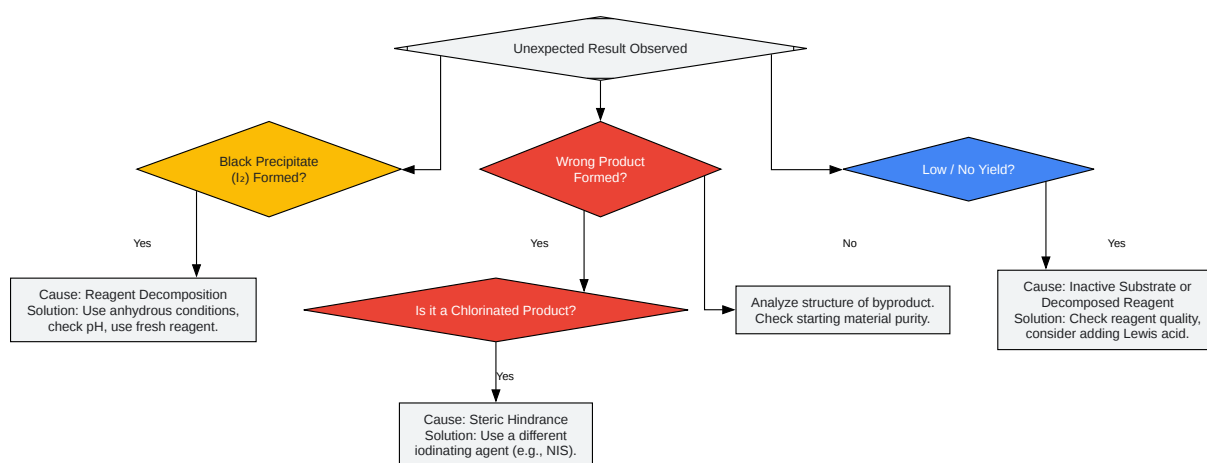 Unexpected Result Observed
Black Precipitate
(I₂) Formed?
Wrong Product
Formed?
Low / No Yield?
Yes
Yes
No
Yes
Cause: Reagent Decomposition
Solution: Use anhydrous conditions,
check pH, use fresh reagent.
Is it a Chlorinated Product?
Analyze structure of byproduct.
Check starting material purity.
Cause: Inactive Substrate or
Decomposed Reagent
Solution: Check reagent quality,
consider adding Lewis acid.
Yes
Cause: Steric Hindrance
Solution: Use a different
iodinating agent (e.g., NIS).